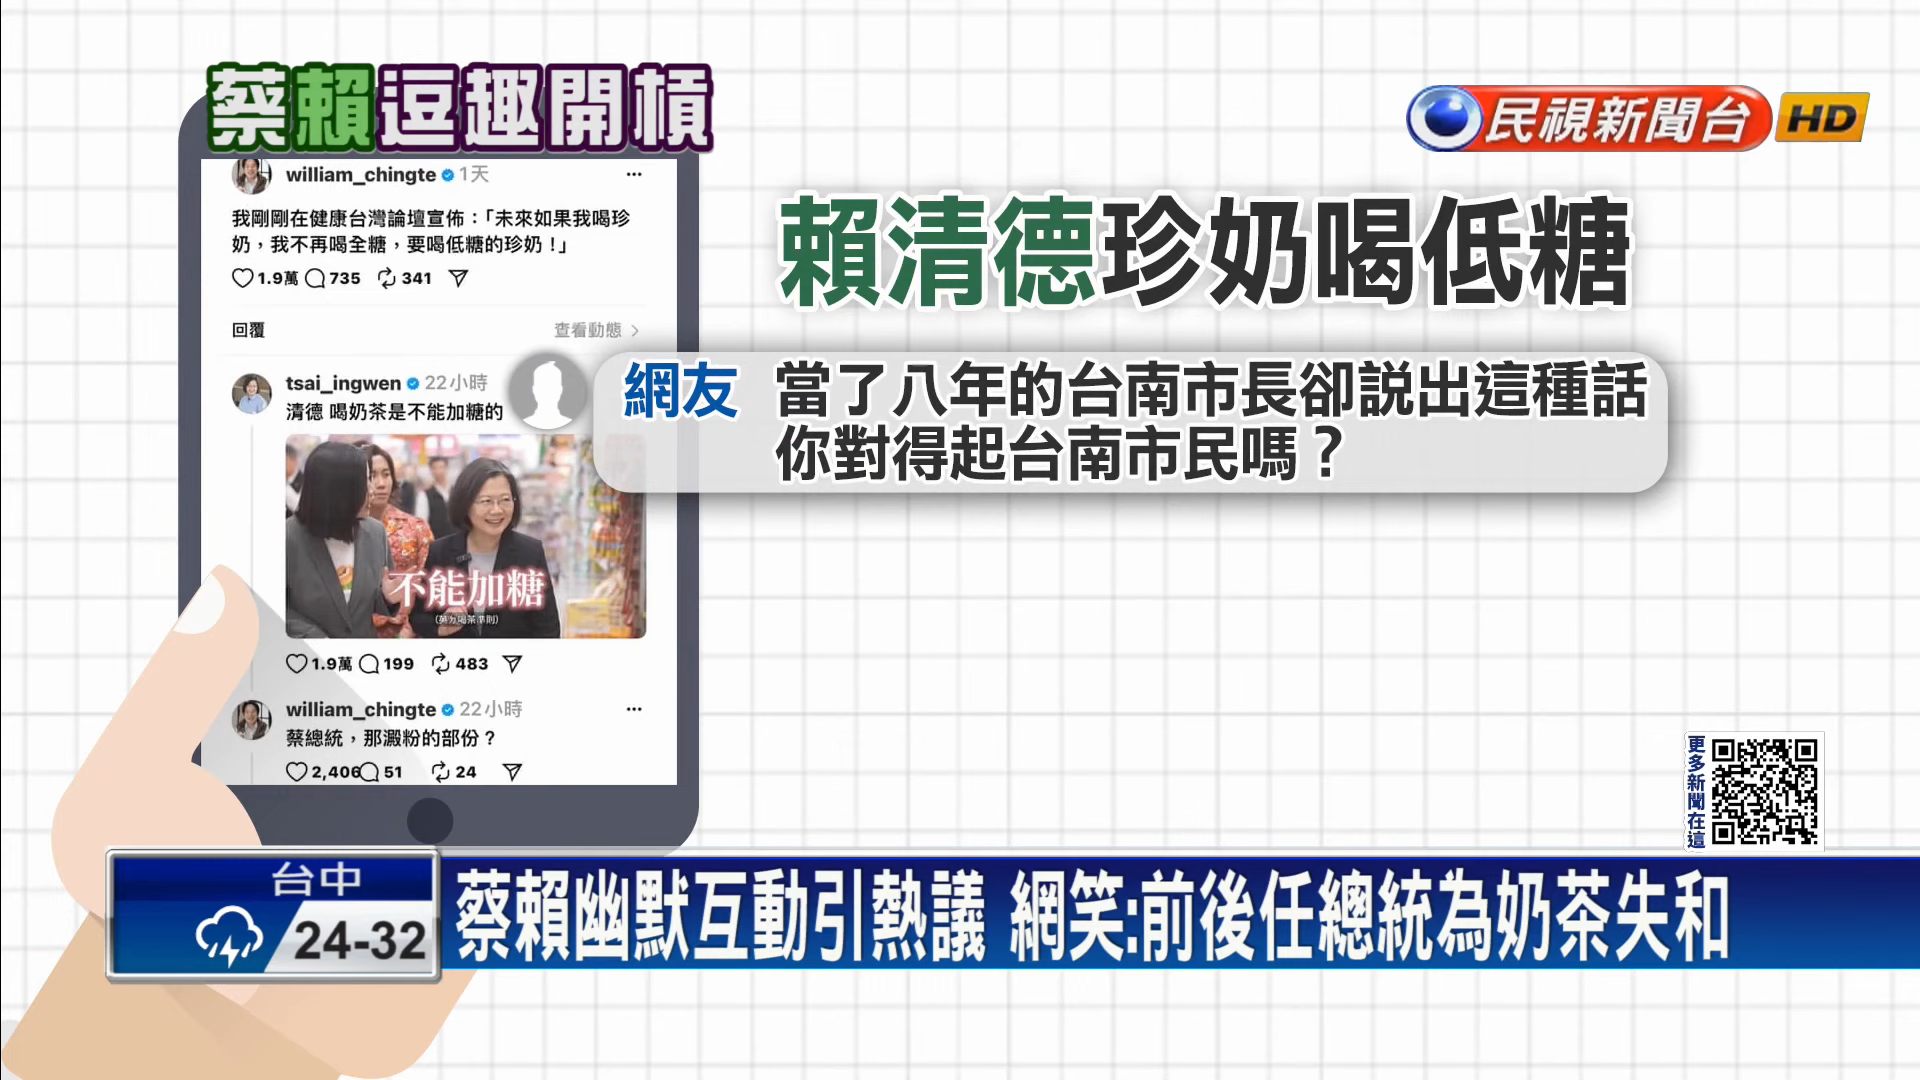 蔡賴逗趣開槓
民視新聞台 HD
william_chingte 1天
我剛剛在健康台灣論壇宣佈:「未來如果我喝珍
奶,我不再喝全糖,要喝低糖的珍奶!」
1.9萬 735 341
回覆 查看動態
tsai_ingwen 22小時
清德 喝奶茶是不能加糖的
不能加糖
1.9萬 199 483
william_chingte 22小時
蔡總統,那澱粉的部份?
2,406 51 24
賴清德珍奶喝低糖
網友 當了八年的台南市長卻說出這種話
你對得起台南市民嗎?
更多新聞在這
台中
24-32
蔡賴幽默互動引熱議 網笑:前後任總統為奶茶失和